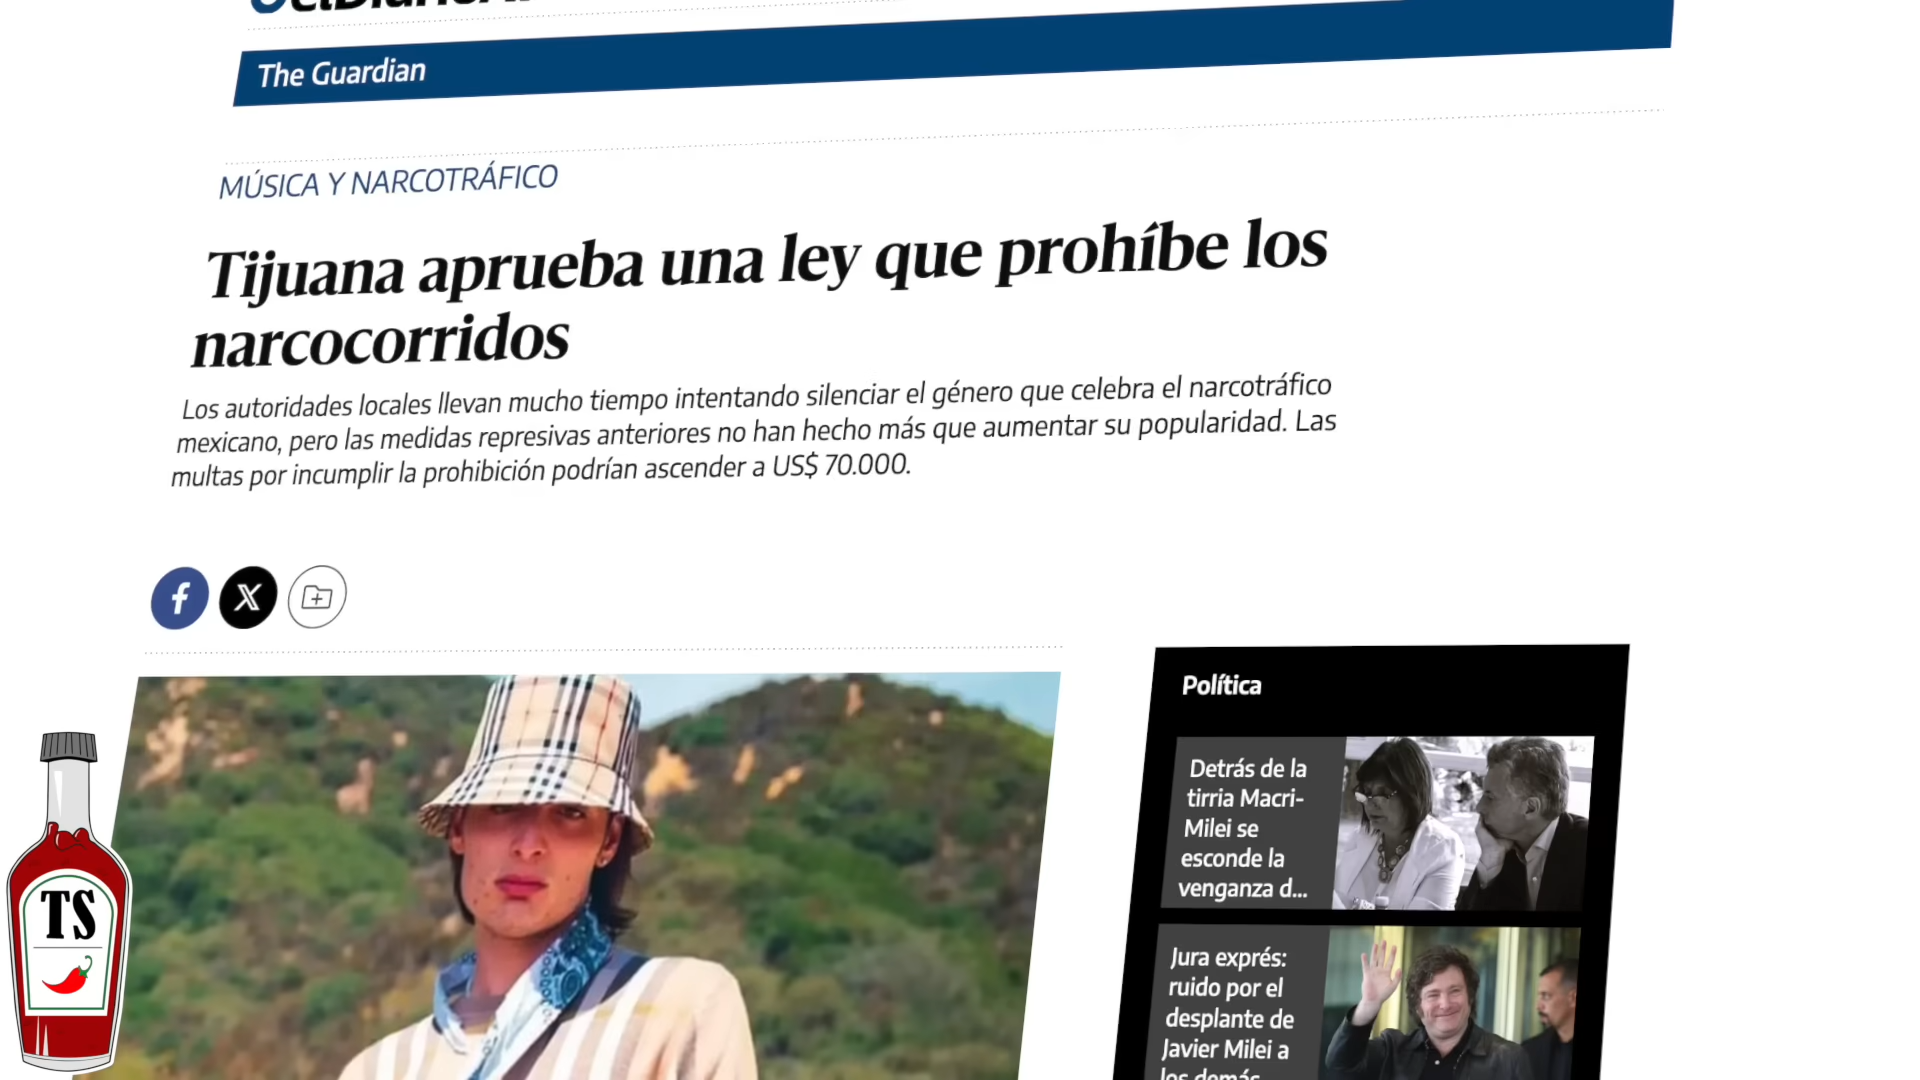 The Guardian
MÚSICA Y NARCOTRÁFICO
Tijuana aprueba una ley que prohíbe los
narcocorridos
Los autoridades locales llevan mucho tiempo intentando silenciar el género que celebra el narcotráfico
mexicano, pero las medidas represivas anteriores no han hecho más que aumentar su popularidad. Las
multas por incumplir la prohibición podrían ascender a US$ 70.000.
Política
Detrás de la
tirria Macri-
Milei se
esconde la
venganza d...
Jura exprés:
ruido por el
desplante de
Javier Milei a
los demás
TS